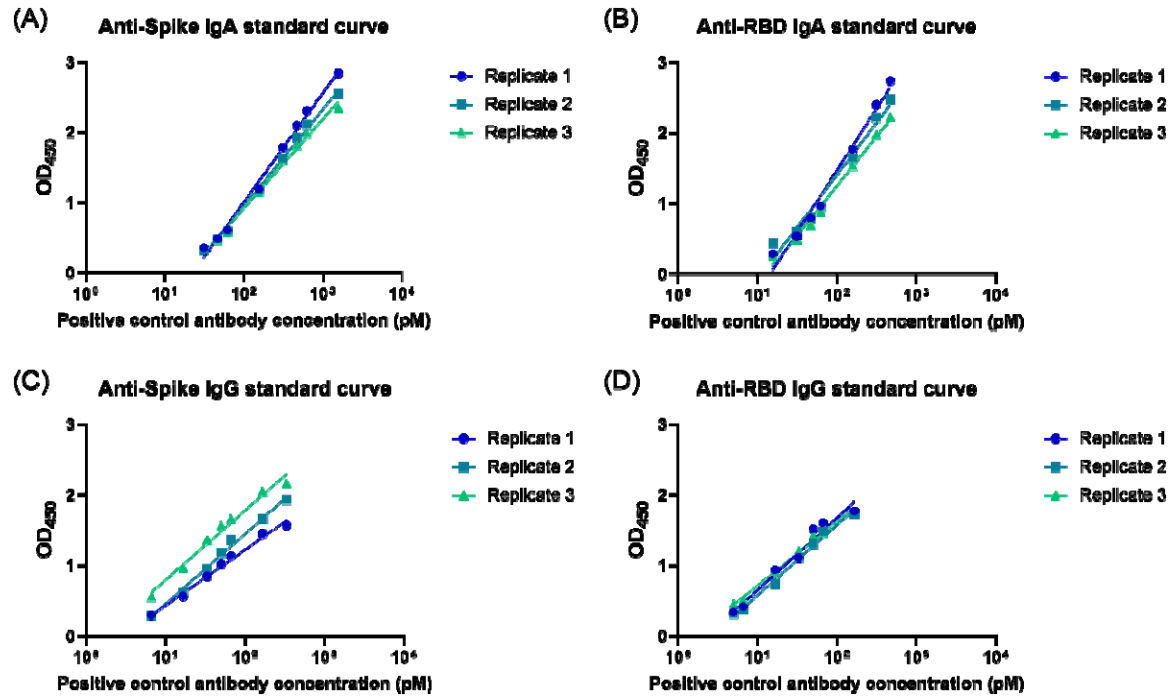 (A) Anti-Spike IgA standard curve
3
2
1
0
OD450
10⁰ 10¹ 10² 10³ 10⁴
Positive control antibody concentration (pM)
Replicate 1
Replicate 2
Replicate 3
(B) Anti-RBD IgA standard curve
3
2
1
0
OD450
10⁰ 10¹ 10² 10³ 10⁴
Positive control antibody concentration (pM)
Replicate 1
Replicate 2
Replicate 3
(C) Anti-Spike IgG standard curve
3
2
1
0
OD450
10⁰ 10¹ 10² 10³ 10⁴
Positive control antibody concentration (pM)
Replicate 1
Replicate 2
Replicate 3
(D) Anti-RBD IgG standard curve
3
2
1
0
OD450
10⁰ 10¹ 10² 10³ 10⁴
Positive control antibody concentration (pM)
Replicate 1
Replicate 2
Replicate 3